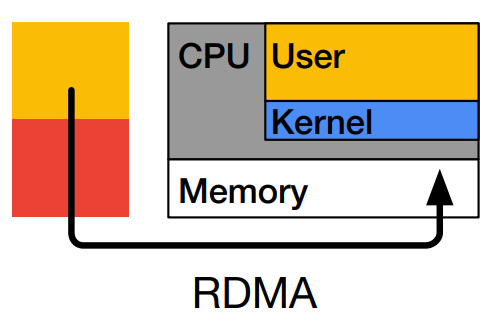 CPU User
Kernel
Memory
RDMA